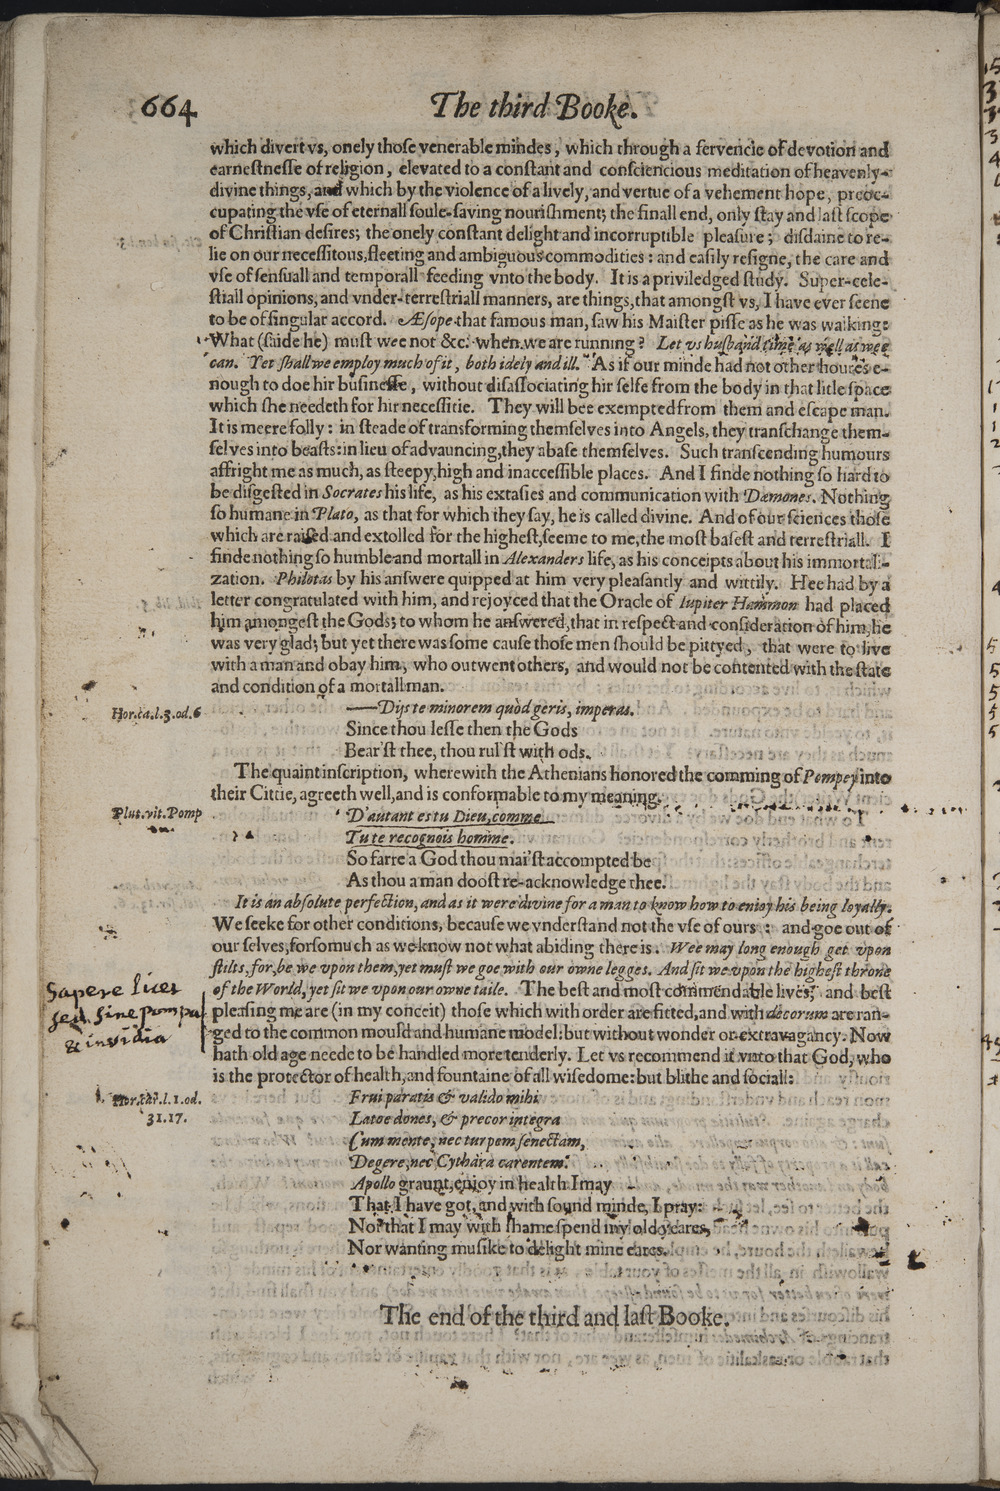 664 The third Booke.
which divert vs, onely those venerable mindes, which through a fervencie of devotion and
earnestnesse of religion, elevated to a constant and consciencious meditation of heavenly-
divine things, and which by the violence of a lively, and vertue of a vehement hope, preoc-
cupating the vse of eternall soule-saving nourishment; the finall end, only stay and last scope
of Christian desires; the onely constant delight and incorruptible pleasure; disdaine to re-
lie on our necessitous, fleeting and ambiguous commodities: and easily resigne, the care and
vse of sensuall and temporall feeding vnto the body. It is a priviledged study. Super-cele-
stiall opinions, and vnder-terrestriall manners, are things, that amongst vs, I have ever seene
to be of singular accord. Æsope that famous man, saw his Maister pisse as he was walking:
What (saide he) must wee not &c. when we are running? Let vs husband time as well as wee
can. Yet shall we employ much of it, both idely and ill. As if our minde had not other houres e-
nough to doe hir businesse, without disassociating hir selfe from the body in that litle space
which she needeth for hir necessitie. They will bee exempted from them and escape man.
It is meere folly: in steade of transforming themselves into Angels, they transchange them-
selves into beasts: in lieu of advauncing, they abase themselves. Such transcending humours
affright me as much, as steepy, high and inaccessible places. And I finde nothing so hard to
be disgested in Socrates his life, as his extasies and communication with Dæmones. Nothing
so humane in Plato, as that for which they say, he is called divine. And of our sciences those
which are raised and extolled for the highest, seeme to me, the most basest and terrestriall. I
finde nothing so humble and mortall in Alexanders life, as his conceipts about his immortali-
zation. Philotas by his answere quipped at him very pleasantly and wittily. Hee had by a
letter congratulated with him, and rejoyced that the Oracle of Iupiter Hammon had placed
him amongest the Gods; to whom he answered, that in respect and consideration of him, he
was very glad; but yet there was some cause those men should be pittyed, that were to live
with a man and obay him, who outwent others, and would not be contented with the state
and condition of a mortall man.
Hor. ca. l. 3. od. 6 ——Dijs te minorem quòd geris, imperas.
Since thou lesse then the Gods
Bear'st thee, thou rul'st with ods.
The quaint inscription, wherewith the Athenians honored the comming of Pompey into
their Cittie, agreeth well, and is conformable to my meaning.
Plut. vit. Pomp D'autant es tu Dieu, comme
Tu te recognois homme.
So farre a God thou mai'st accompted be
As thou a man doost re-acknowledge thee.
It is an absolute perfection, and as it were divine for a man to know how to enioy his being loyally.
We seeke for other conditions, because we vnderstand not the vse of ours: and goe out of
our selves, forsomuch as we know not what abiding there is. Wee may long enough get vpon
stilts, for, be we vpon them, yet must we goe with our owne legges. And sit we vpon the highest throne
Sapere licet
of the World, yet sit we vpon our owne taile. The best and most commendable lives, and best
sed sine pompa
pleasing me are (in my conceit) those which with order are fitted, and with decorum are ran-
& invidia
ged to the common mould and humane model: but without wonder or extravagancy. Now
hath old age neede to be handled more tenderly. Let vs recommend it vnto that God, who
is the protector of health, and fountaine of all wisedome: but blithe and sociall:
Hor. car. l. 1. od. Frui paratis & valido mihi
31.17. Latoe dones, & precor integra
Cum mente, nec turpem senectam,
Degere, nec Cythara carentem.
Apollo graunt, enjoy in health I may
That I have got, and with sound minde, I pray:
Nor that I may with shame spend my old yeares,
Nor wanting musike to delight mine eares.
The end of the third and last Booke.